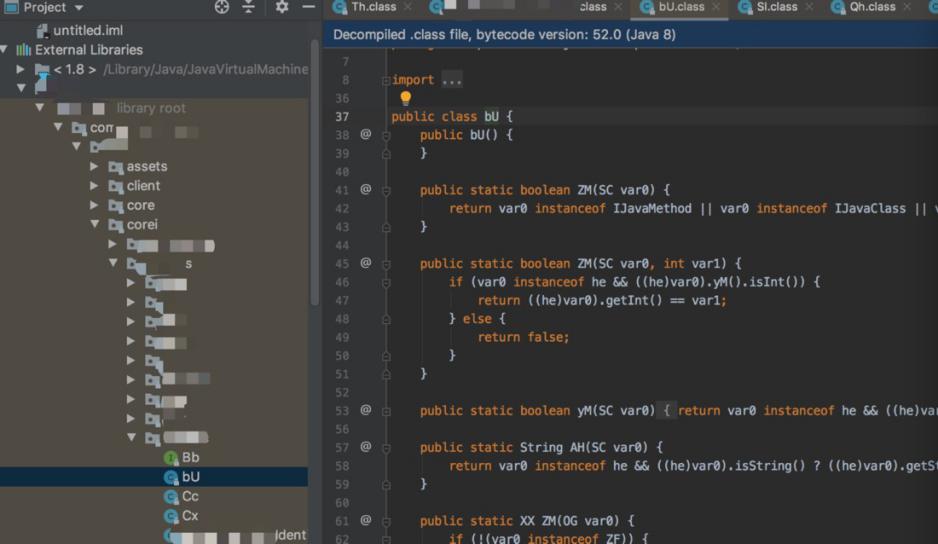 Project
untitled.iml
External Libraries
< 1.8 > /Library/Java/JavaVirtualMachine
library root
com
assets
client
core
corei
s
Bb
bU
Cc
Cx
Ident
Th.class
class
bU.class
SI.class
Qh.class
Decompiled .class file, bytecode version: 52.0 (Java 8)
7
8 import ...
36
37 public class bU {
38 @ public bU() {
39 }
40
41 @ public static boolean ZM(SC var0) {
42 return var0 instanceof IJavaMethod || var0 instanceof IJavaClass ||
43 }
44
45 @ public static boolean ZM(SC var0, int var1) {
46 if (var0 instanceof he && ((he)var0).yM().isInt()) {
47 return ((he)var0).getInt() == var1;
48 } else {
49 return false;
50 }
51 }
52
53 @ public static boolean yM(SC var0) { return var0 instanceof he && ((he)va
56
57 @ public static String AH(SC var0) {
58 return var0 instanceof he && ((he)var0).isString() ? ((he)var0).getSt
59 }
60
61 @ public static XX ZM(OG var0) {
62 if (!(var0 instanceof ZF)) {